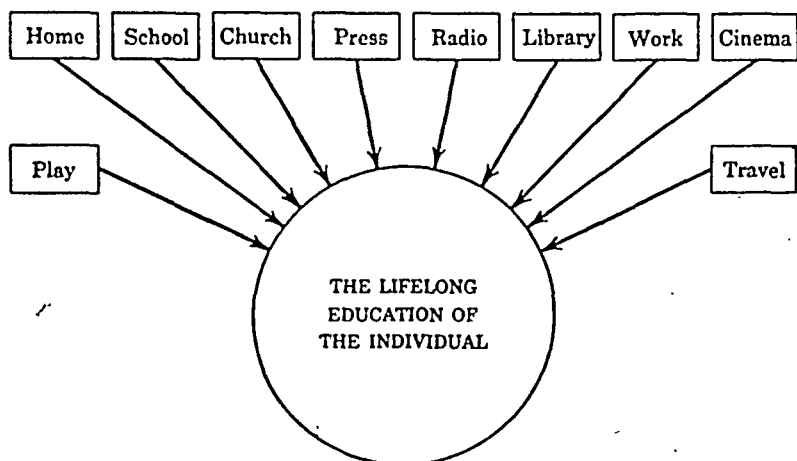 Home School Church Press Radio Library Work Cinema
Play Travel
THE LIFELONG
EDUCATION OF
THE INDIVIDUAL